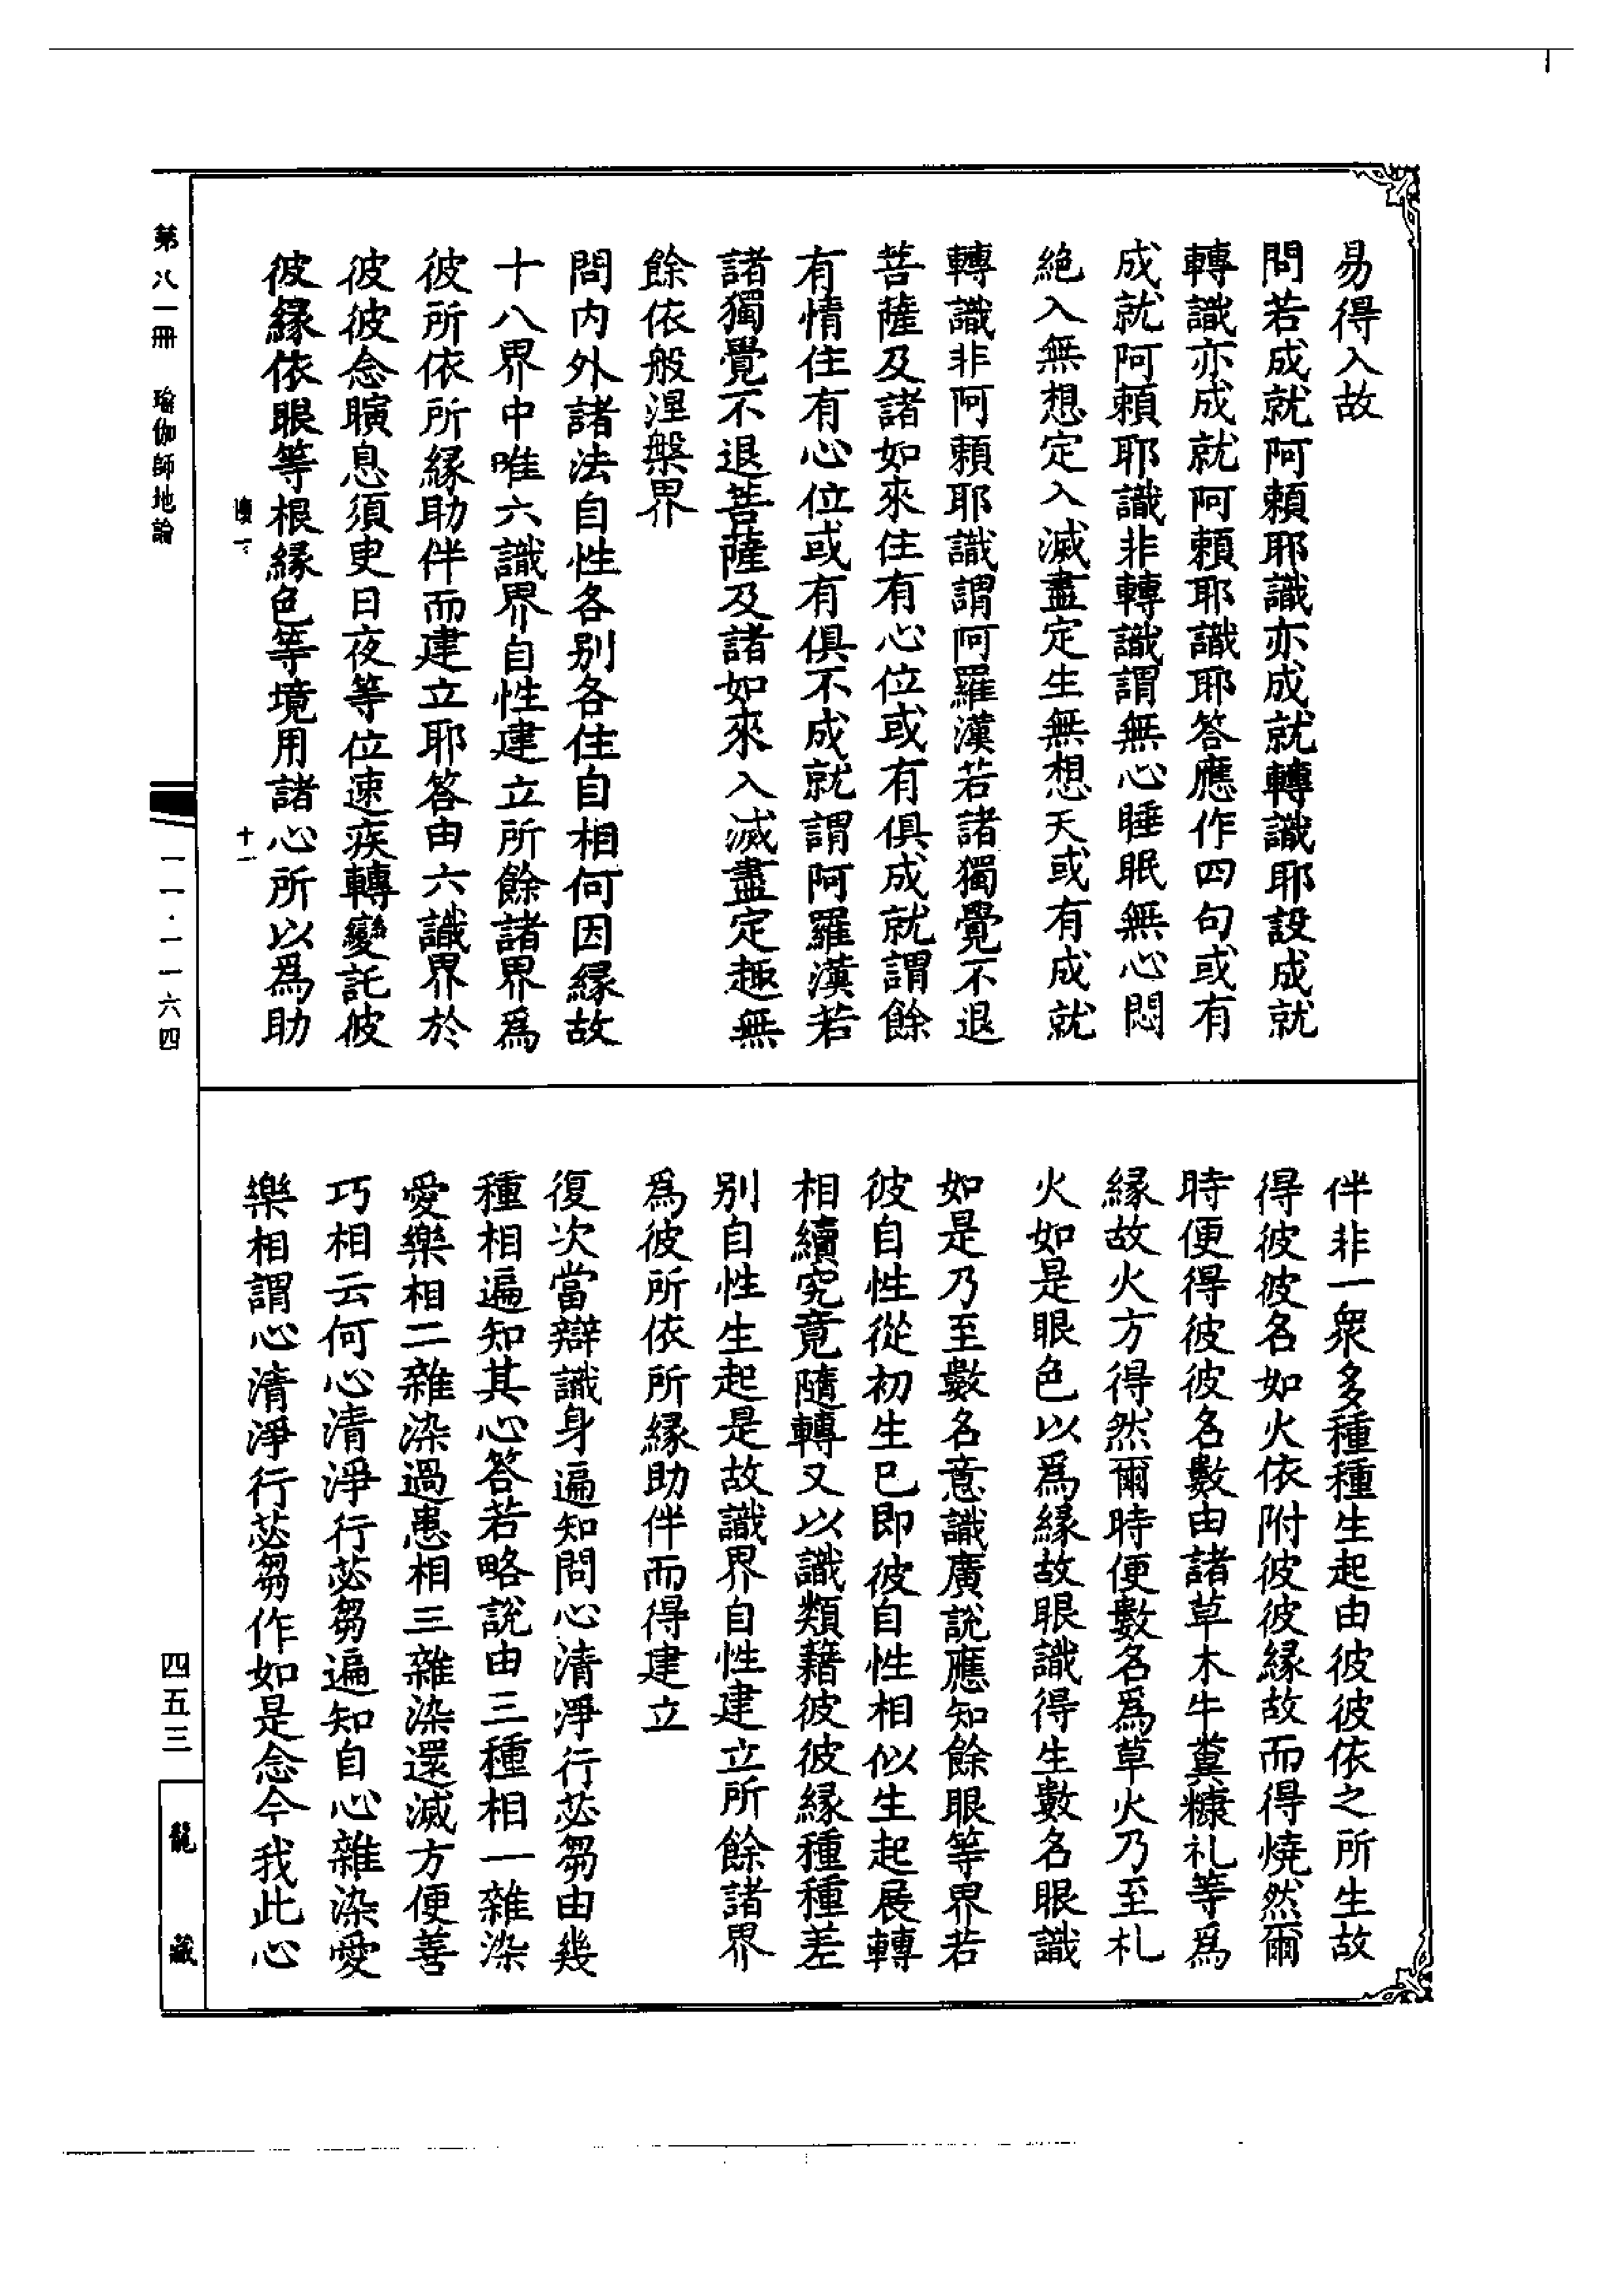 易得入故
問若成就阿賴耶識亦成就轉識耶設成就
轉識亦成就阿賴耶識耶答應作四句或有
成就阿賴耶識非轉識謂無心睡眠無心悶
絕入無想定入滅盡定生無想天或有成就
轉識非阿賴耶識謂阿羅漢若諸獨覺不退
菩薩及諸如來住有心位或有俱成就謂餘
有情住有心位或有俱不成就謂阿羅漢若
諸獨覺不退菩薩及諸如來入滅盡定趣無
餘依般涅槃界
問內外諸法自性各別各住自相何因緣故
十八界中唯六識界自性建立所餘諸界爲
彼所依所緣助伴而建立耶答由六識界於
彼彼念瞚息須臾日夜等位速疾轉變託彼
彼緣依眼等根緣色等境用諸心所以爲助
十一
伴非一衆多種種生起由彼彼依之所生故
得彼彼名如火依附彼彼緣故而得燒然爾
時便得彼彼名數由諸草木牛糞糠札等爲
緣故火方得然爾時便數名爲草火乃至札
火如是眼色以爲緣故眼識得生數名眼識
如是乃至數名意識廣說應知餘眼等界若
彼自性從初生已即彼自性相似生起展轉
相續究竟隨轉又以識類藉彼彼緣種種差
別自性生起是故識界自性建立所餘諸界
爲彼所依所緣助伴而得建立
復次當辯識身遍知問心清淨行苾芻由幾
種相遍知其心答若略說由三種相一雜染
愛樂相二雜染過患相三雜染還滅方便善
巧相云何心清淨行苾芻遍知自心雜染愛
樂相謂心清淨行苾芻作如是念今我此心
第八一冊 瑜伽師地論
一一一·一一六四
四五三
龍藏